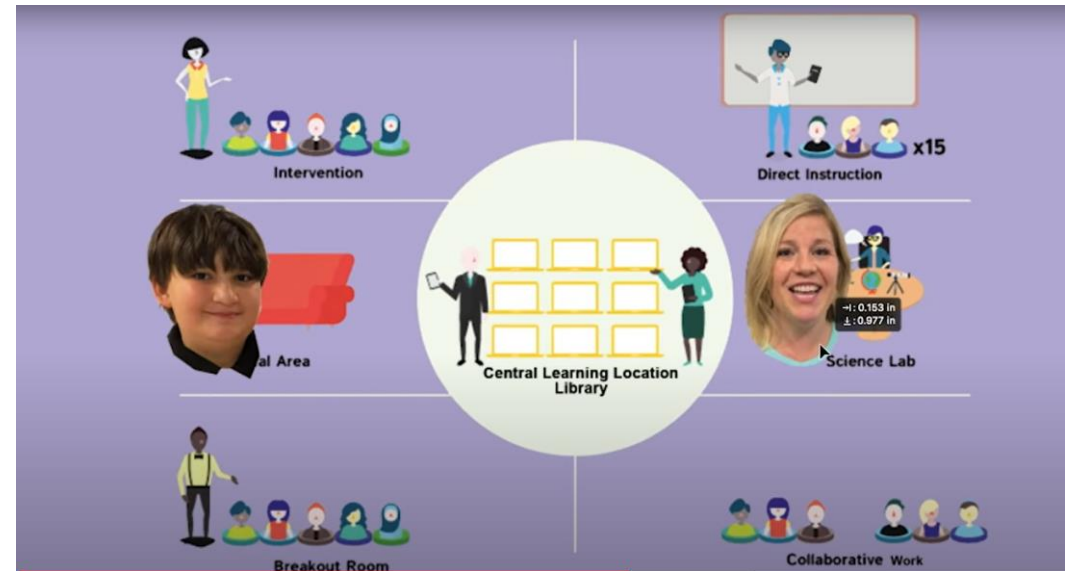 x15
Intervention
Direct Instruction
→|: 0.153 in
⤓: 0.977 in
al Area
Science Lab
Central Learning Location
Library
Breakout Room
Collaborative Work